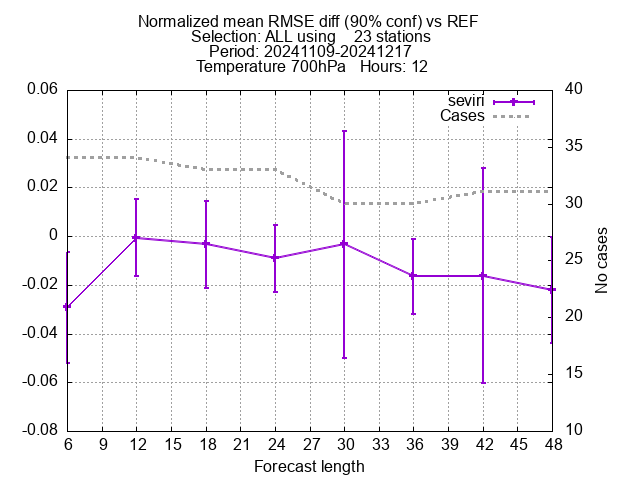 Normalized mean RMSE diff (90% conf) vs REF
Selection: ALL using    23 stations
Period: 20241109-20241217
Temperature 700hPa   Hours: 12
0.06
0.04
0.02
0
-0.02
-0.04
-0.06
-0.08
seviri
Cases
40
35
30
25
20
15
10
No cases
6 9 12 15 18 21 24 27 30 33 36 39 42 45 48
Forecast length